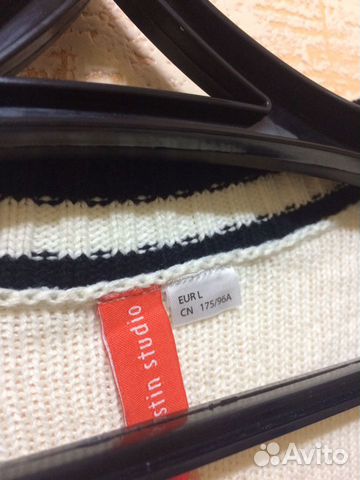 EUR L
CN 175/96A
stin studio
Avito